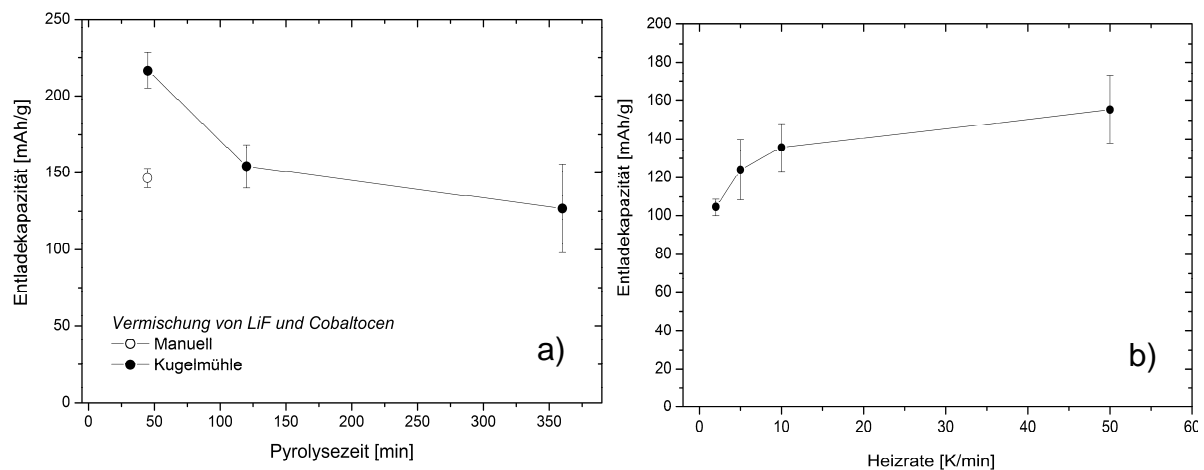 250
200
150
100
50
0
Entladekapazität [mAh/g]
Vermischung von LiF und Cobaltocen
Manuell
Kugelmühle
a)
0 50 100 150 200 250 300 350
Pyrolysezeit [min]
200
180
160
140
120
100
80
60
40
20
0
Entladekapazität [mAh/g]
b)
0 10 20 30 40 50 60
Heizrate [K/min]